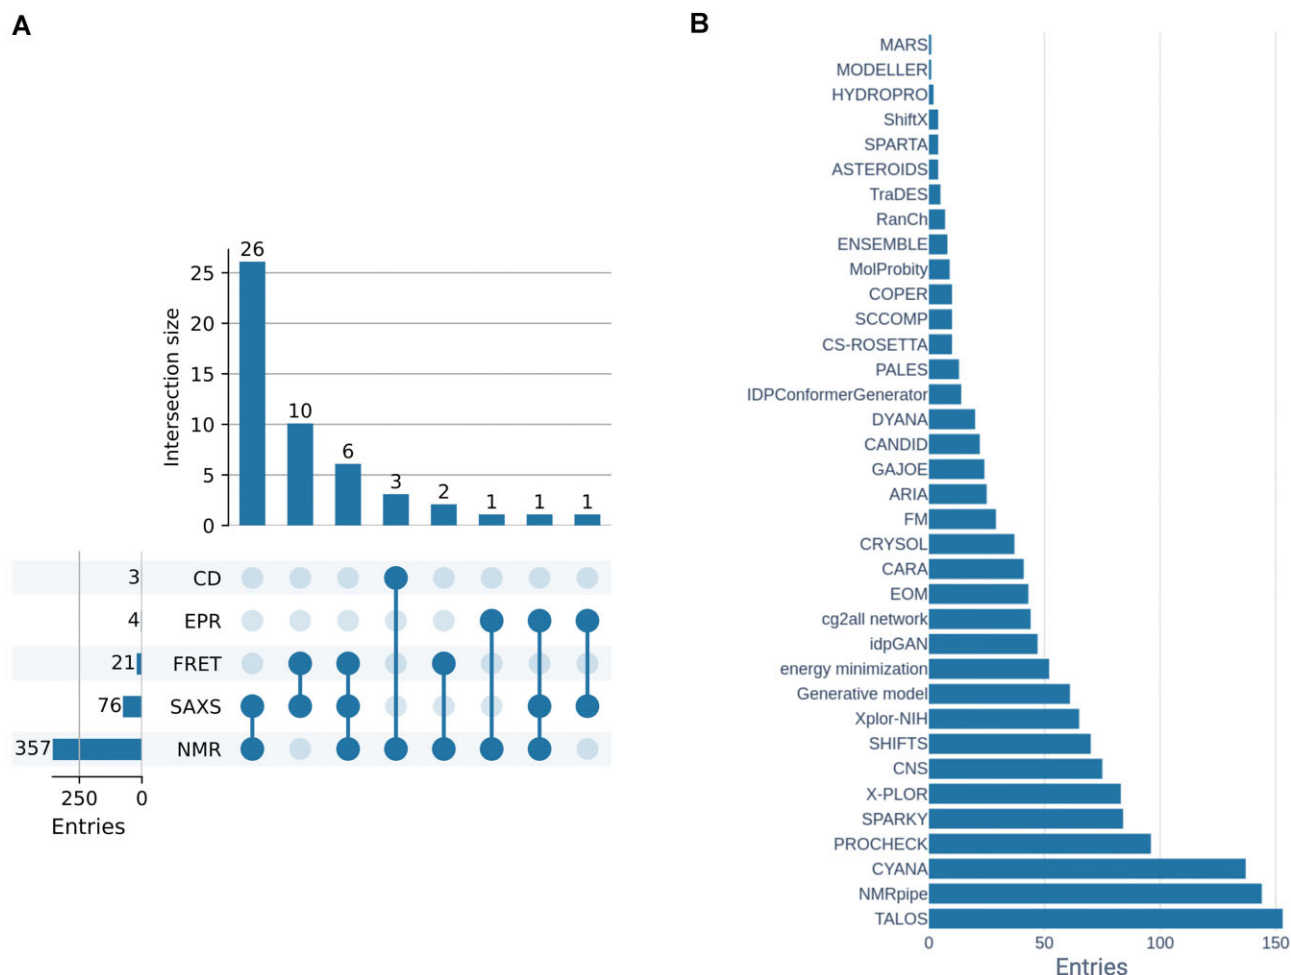 A
26
25
20
15
10
5
0
Intersection size
10
6
3
2
1
1
1
3 CD
4 EPR
21 FRET
76 SAXS
357 NMR
250 0
Entries
B
MARS
MODELLER
HYDROPRO
ShiftX
SPARTA
ASTEROIDS
TraDES
RanCh
ENSEMBLE
MolProbity
COPER
SCCOMP
CS-ROSETTA
PALES
IDPConformerGenerator
DYANA
CANDID
GAJOE
ARIA
FM
CRYSOL
CARA
EOM
cg2all network
idpGAN
energy minimization
Generative model
Xplor-NIH
SHIFTS
CNS
X-PLOR
SPARKY
PROCHECK
CYANA
NMRpipe
TALOS
0 50 100 150
Entries